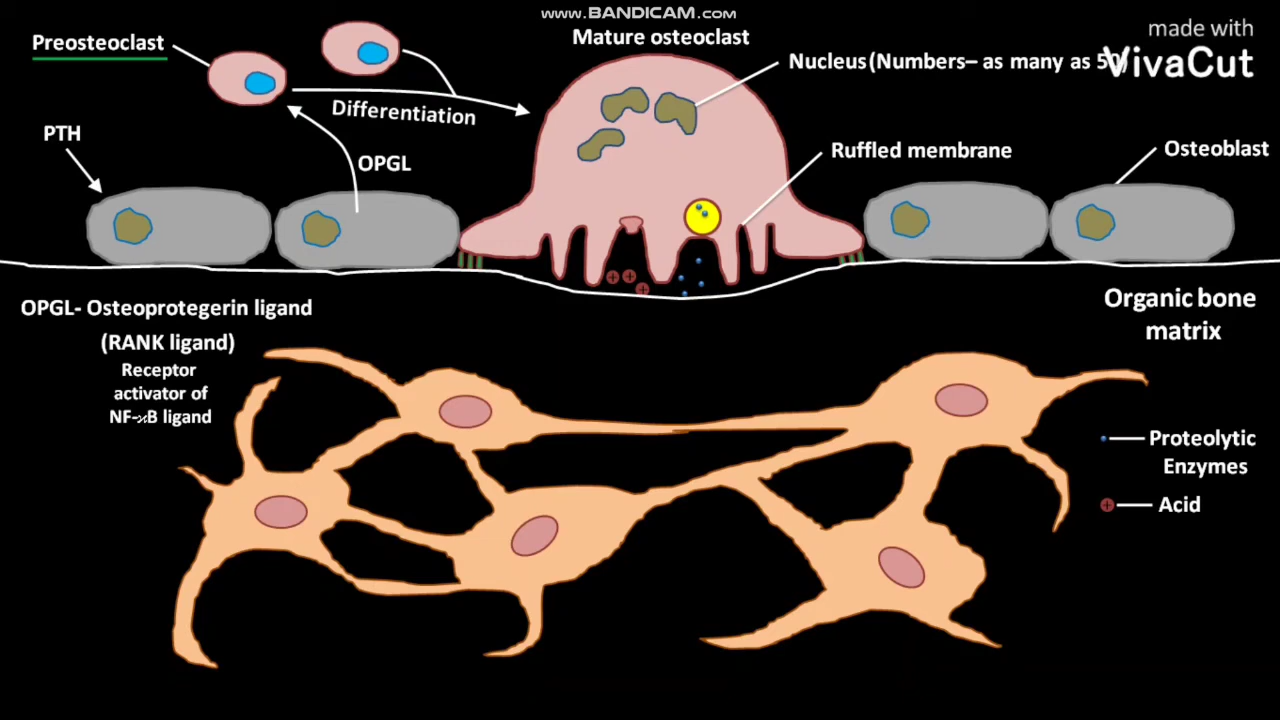 www.BANDICAM.com
made with
VivaCut
Preosteoclast
Mature osteoclast
Nucleus(Numbers– as many as 50)
Differentiation
PTH
OPGL
Ruffled membrane
Osteoblast
OPGL- Osteoprotegerin ligand
(RANK ligand)
Receptor
activator of
NF-ϰB ligand
Organic bone
matrix
Proteolytic
Enzymes
+
Acid